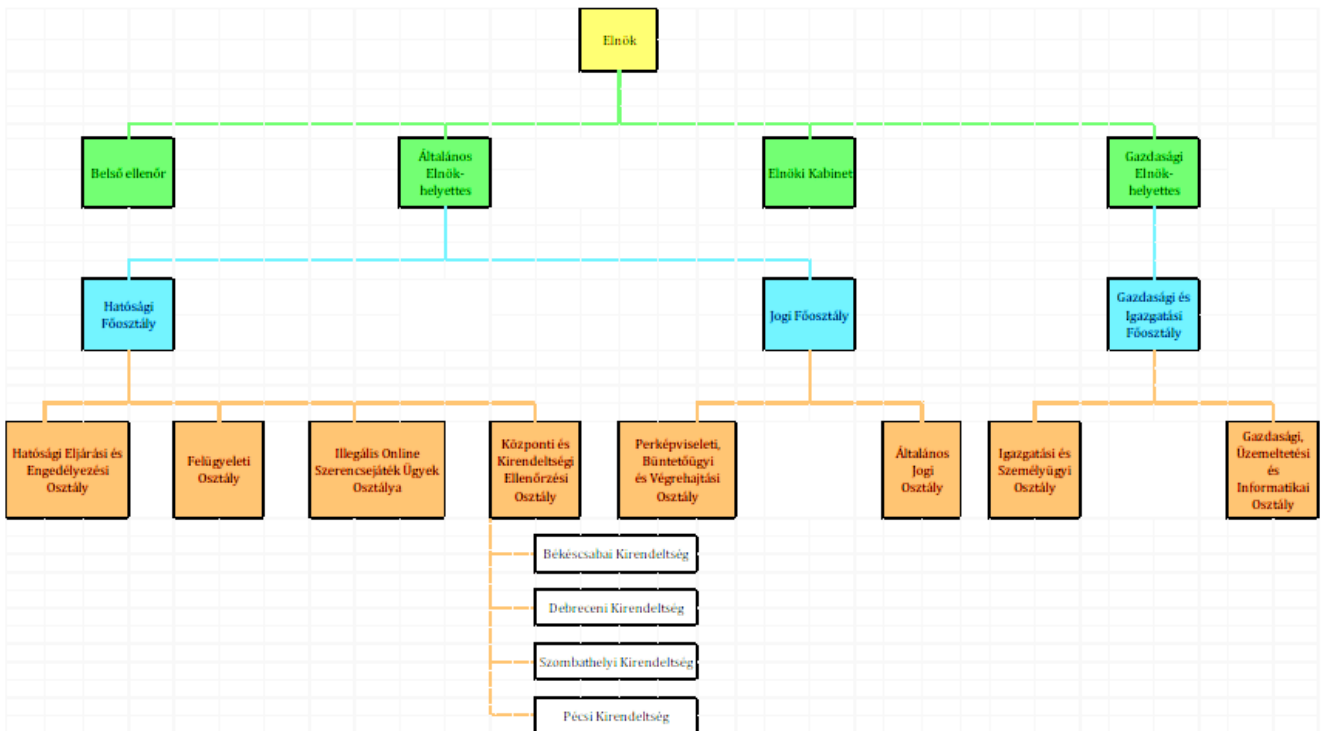 Elnök
Belső ellenőr
Általános
Elnök-
helyettes
Elnöki Kabinet
Gazdasági
Elnök-
helyettes
Hatósági
Főosztály
Jogi Főosztály
Gazdasági és
Igazgatási
Főosztály
Hatósági Eljárási és
Engedélyezési
Osztály
Felügyeleti
Osztály
Illegális Online
Szerencsejáték Ügyek
Osztálya
Központi és
Kirendeltségi
Ellenőrzési
Osztály
Perképviseleti,
Büntetőügyi
és Végrehajtási
Osztály
Általános
Jogi
Osztály
Igazgatási és
Személyügyi
Osztály
Gazdasági,
Üzemeltetési
és
Informatikai
Osztály
Békéscsabai Kirendeltség
Debreceni Kirendeltség
Szombathelyi Kirendeltség
Pécsi Kirendeltség